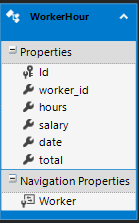 WorkerHour
Properties
Id
worker_id
hours
salary
date
total
Navigation Properties
Worker